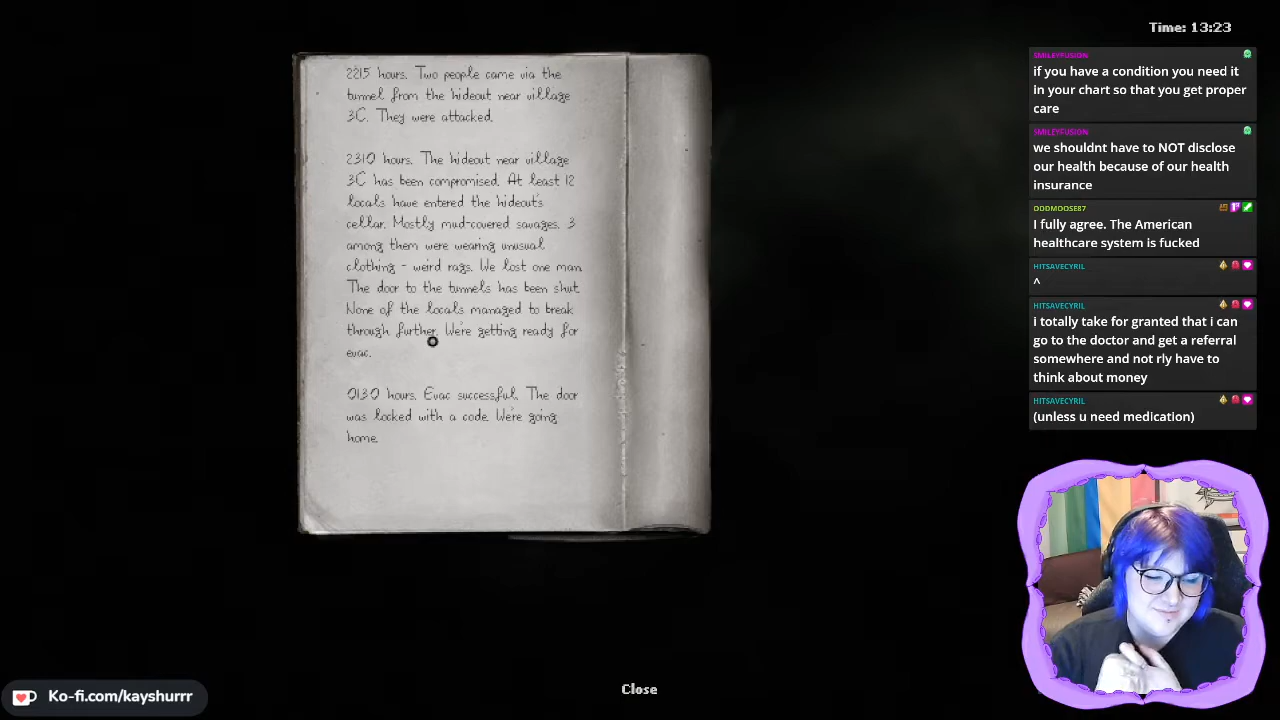 Time: 13:23
2215 hours. Two people came via the
tunnel from the hideout near village
3C. They were attacked.
2310 hours. The hideout near village
3C has been compromised. At least 12
locals have entered the hideout's
cellar. Mostly mud-covered savages. 3
among them were wearing unusual
clothing - weird rags. We lost one man.
The door to the tunnels has been shut.
None of the locals managed to break
through further. We're getting ready for
evac.
0130 hours. Evac successful. The door
was locked with a code. We're going
home.
Close
SMILEYFUSION
if you have a condition you need it
in your chart so that you get proper
care
SMILEYFUSION
we shouldnt have to NOT disclose
our health because of our health
insurance
ODDMOOSE87
I fully agree. The American
healthcare system is fucked
HITSAVECYRIL
^
HITSAVECYRIL
i totally take for granted that i can
go to the doctor and get a referral
somewhere and not rly have to
think about money
HITSAVECYRIL
(unless u need medication)
Ko-fi.com/kayshurrr